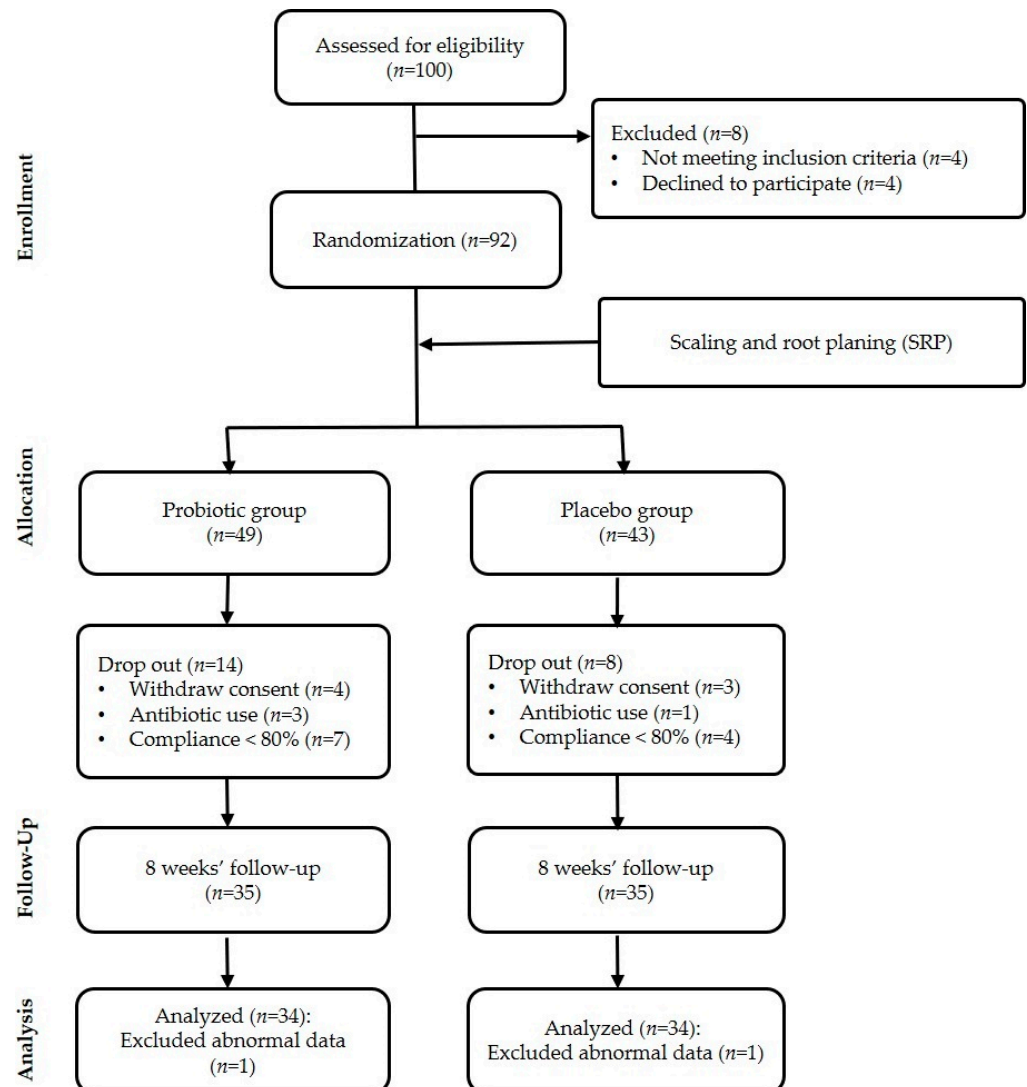 Assessed for eligibility
(n=100)
Excluded (n=8)
• Not meeting inclusion criteria (n=4)
• Declined to participate (n=4)
Enrollment
Randomization (n=92)
Scaling and root planing (SRP)
Allocation
Probiotic group
(n=49)
Placebo group
(n=43)
Drop out (n=14)
• Withdraw consent (n=4)
• Antibiotic use (n=3)
• Compliance < 80% (n=7)
Drop out (n=8)
• Withdraw consent (n=3)
• Antibiotic use (n=1)
• Compliance < 80% (n=4)
Follow-Up
8 weeks’ follow-up
(n=35)
8 weeks’ follow-up
(n=35)
Analysis
Analyzed (n=34):
Excluded abnormal data
(n=1)
Analyzed (n=34):
Excluded abnormal data (n=1)